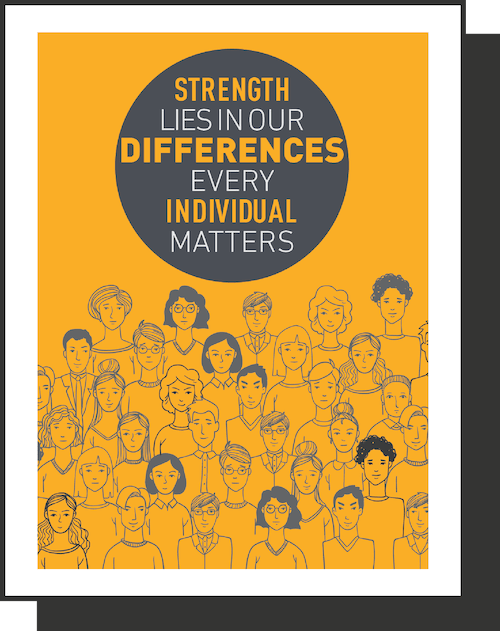 STRENGTH
LIES IN OUR
DIFFERENCES
EVERY
INDIVIDUAL
MATTERS